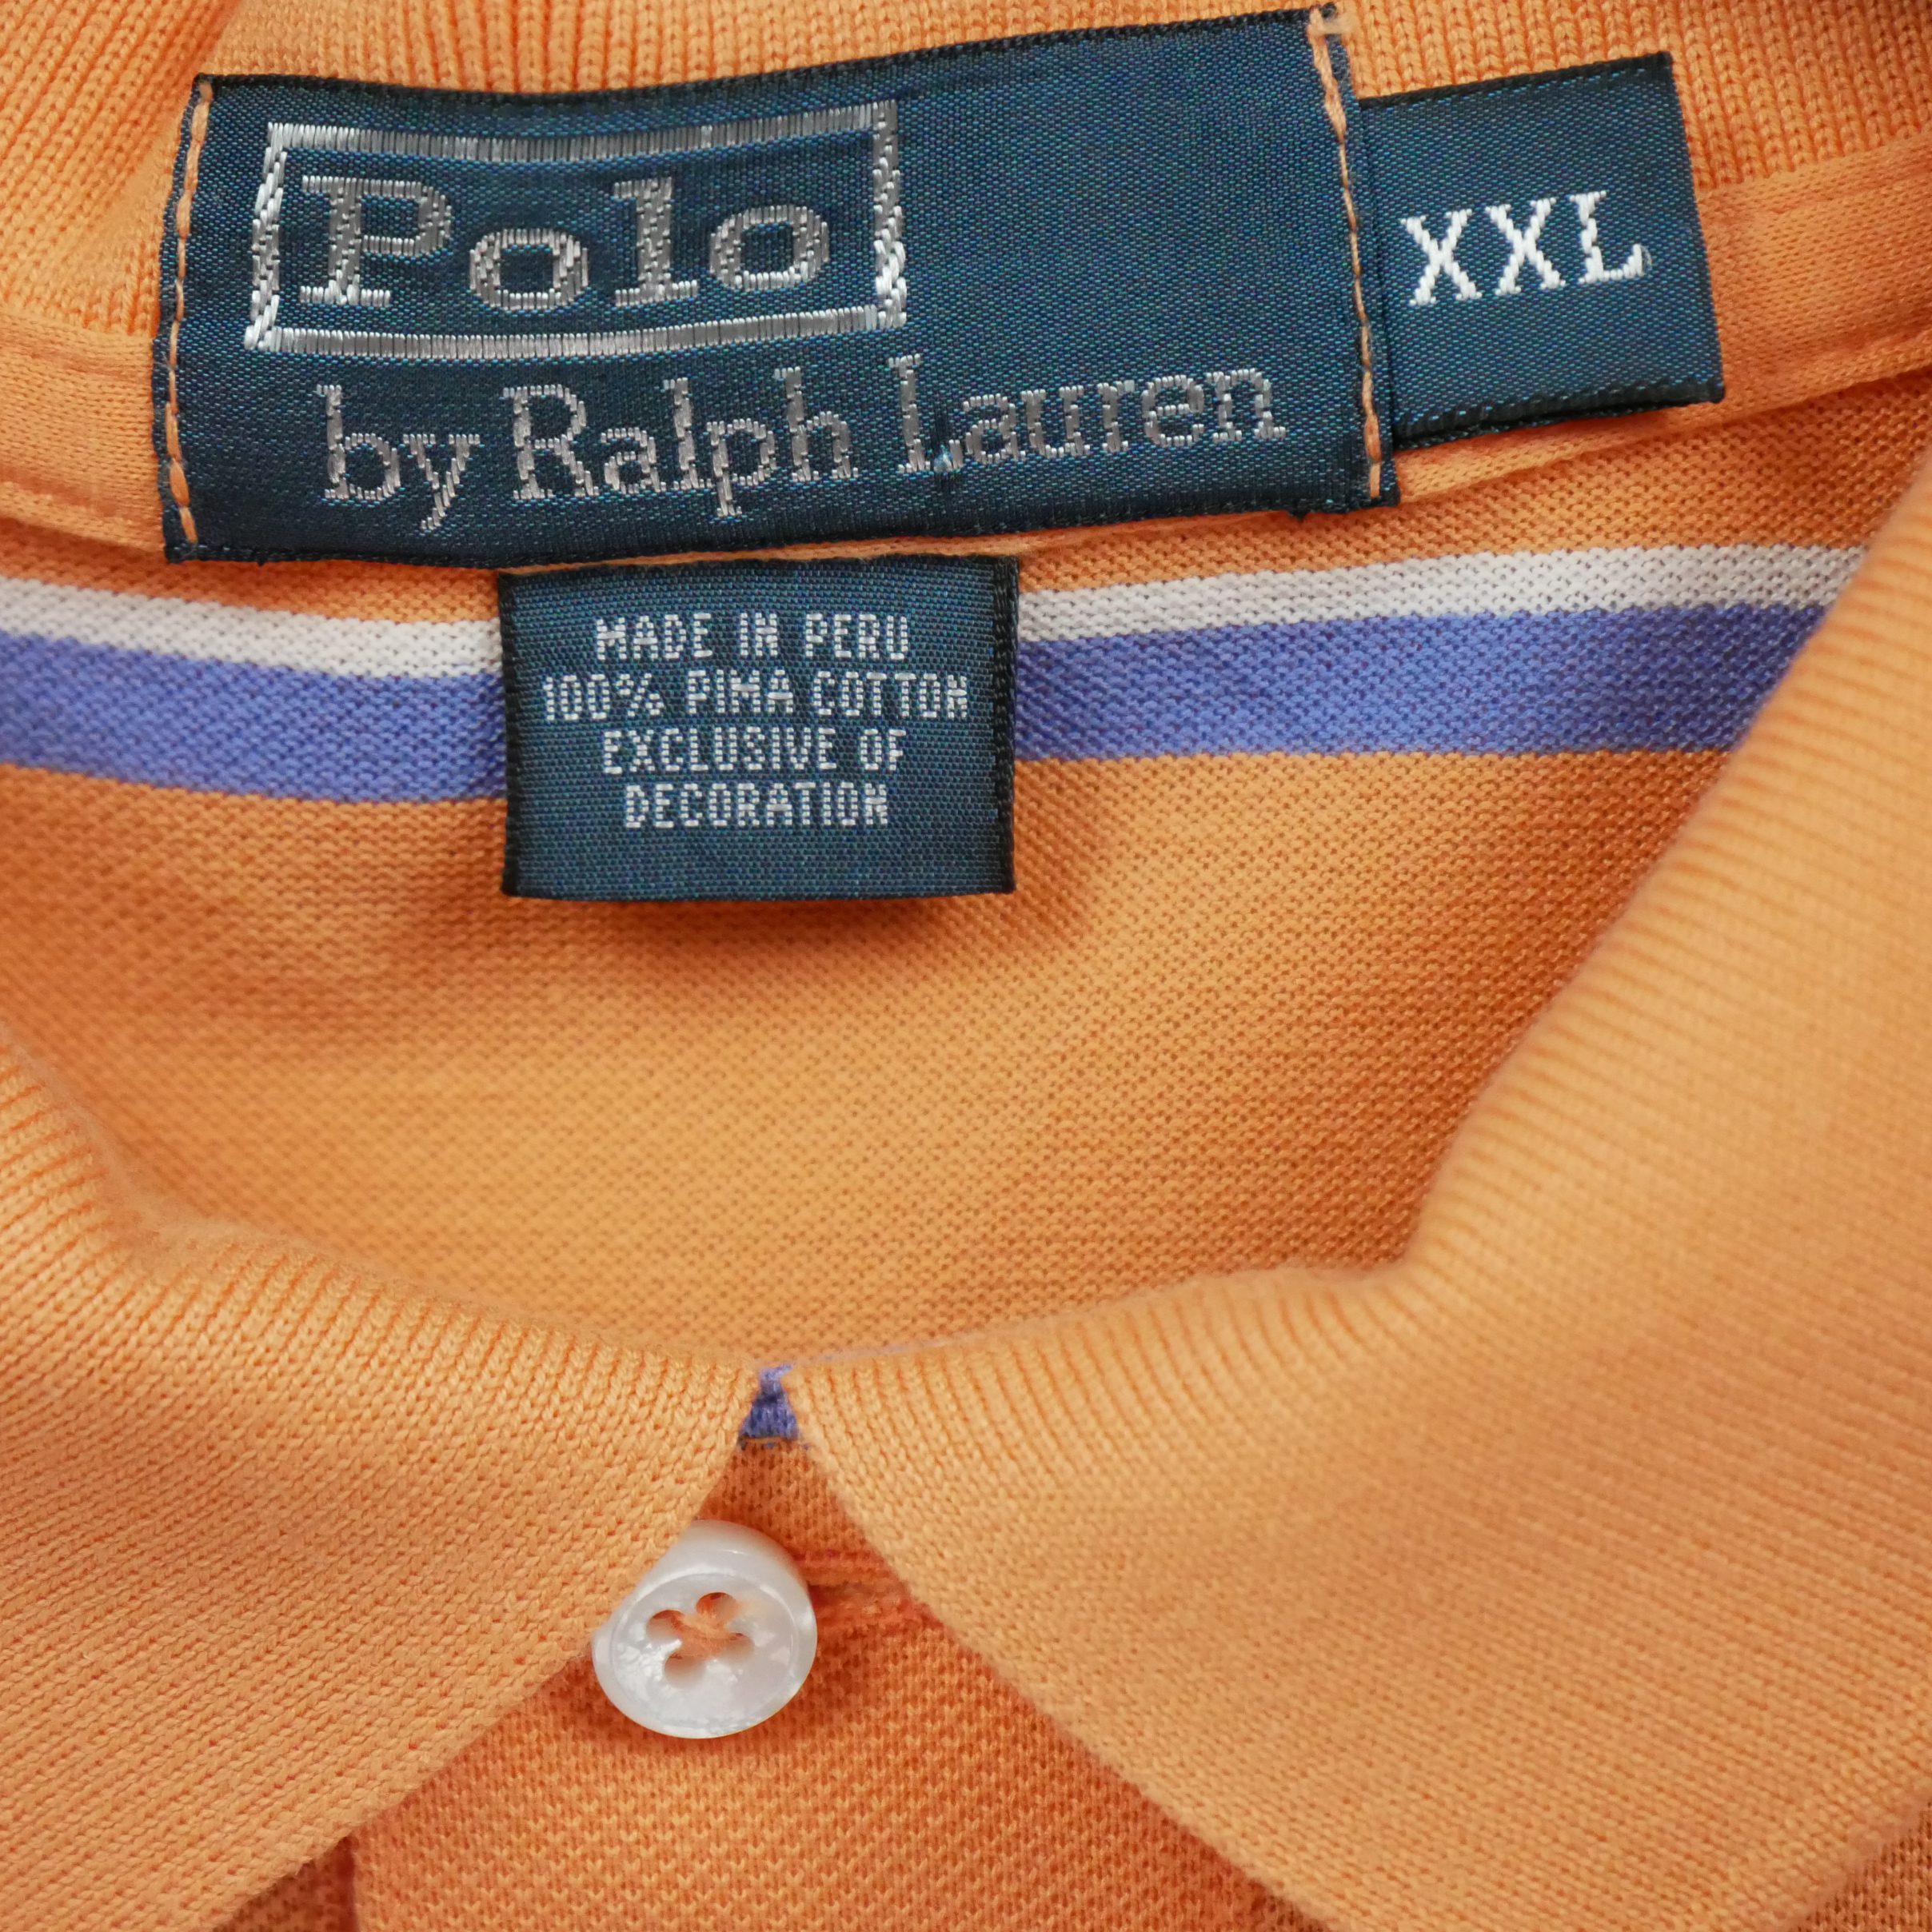 Polo
by Ralph Lauren
XXL
MADE IN PERU
100% PIMA COTTON
EXCLUSIVE OF
DECORATION